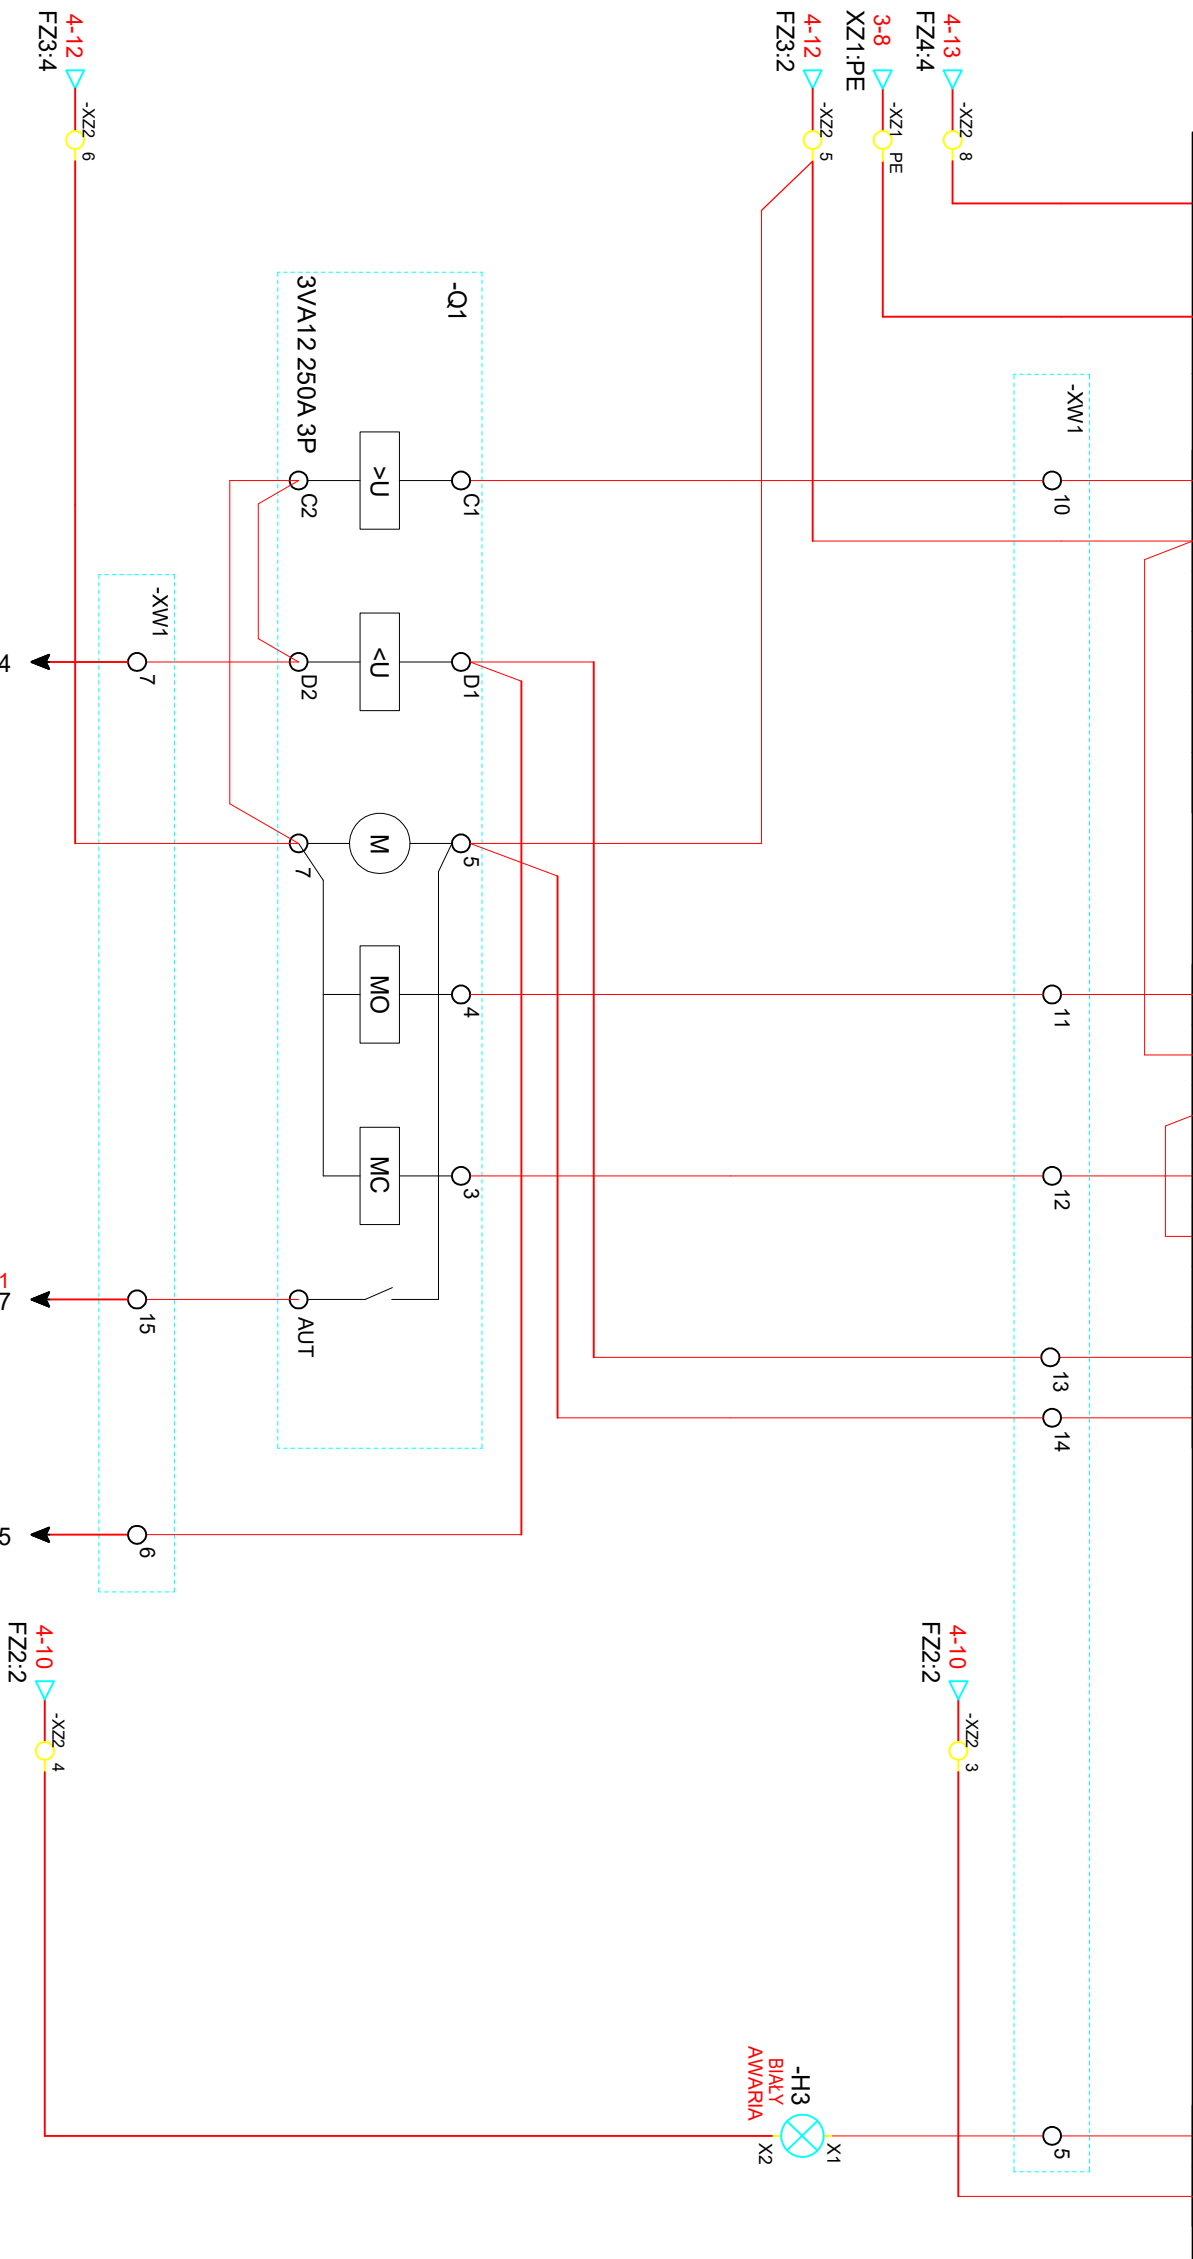 4-13
FZ4:4
-XZ2
8
3-8
XZ1:PE
-XZ1
PE
4-12
FZ3:2
-XZ2
5
4-12
FZ3:4
-XZ2
6
-XW1
10
11
12
13
14
5
-Q1
3VA12 250A 3P
C1
>U
C2
D1
<U
D2
5
M
7
4
MO
3
MC
AUT
-XW1
7
15
6
4
1
7
5
4-10
FZ2:2
-XZ2
3
4-10
FZ2:2
-XZ2
4
-H3
BIAŁY
AWARIA
X1
X2